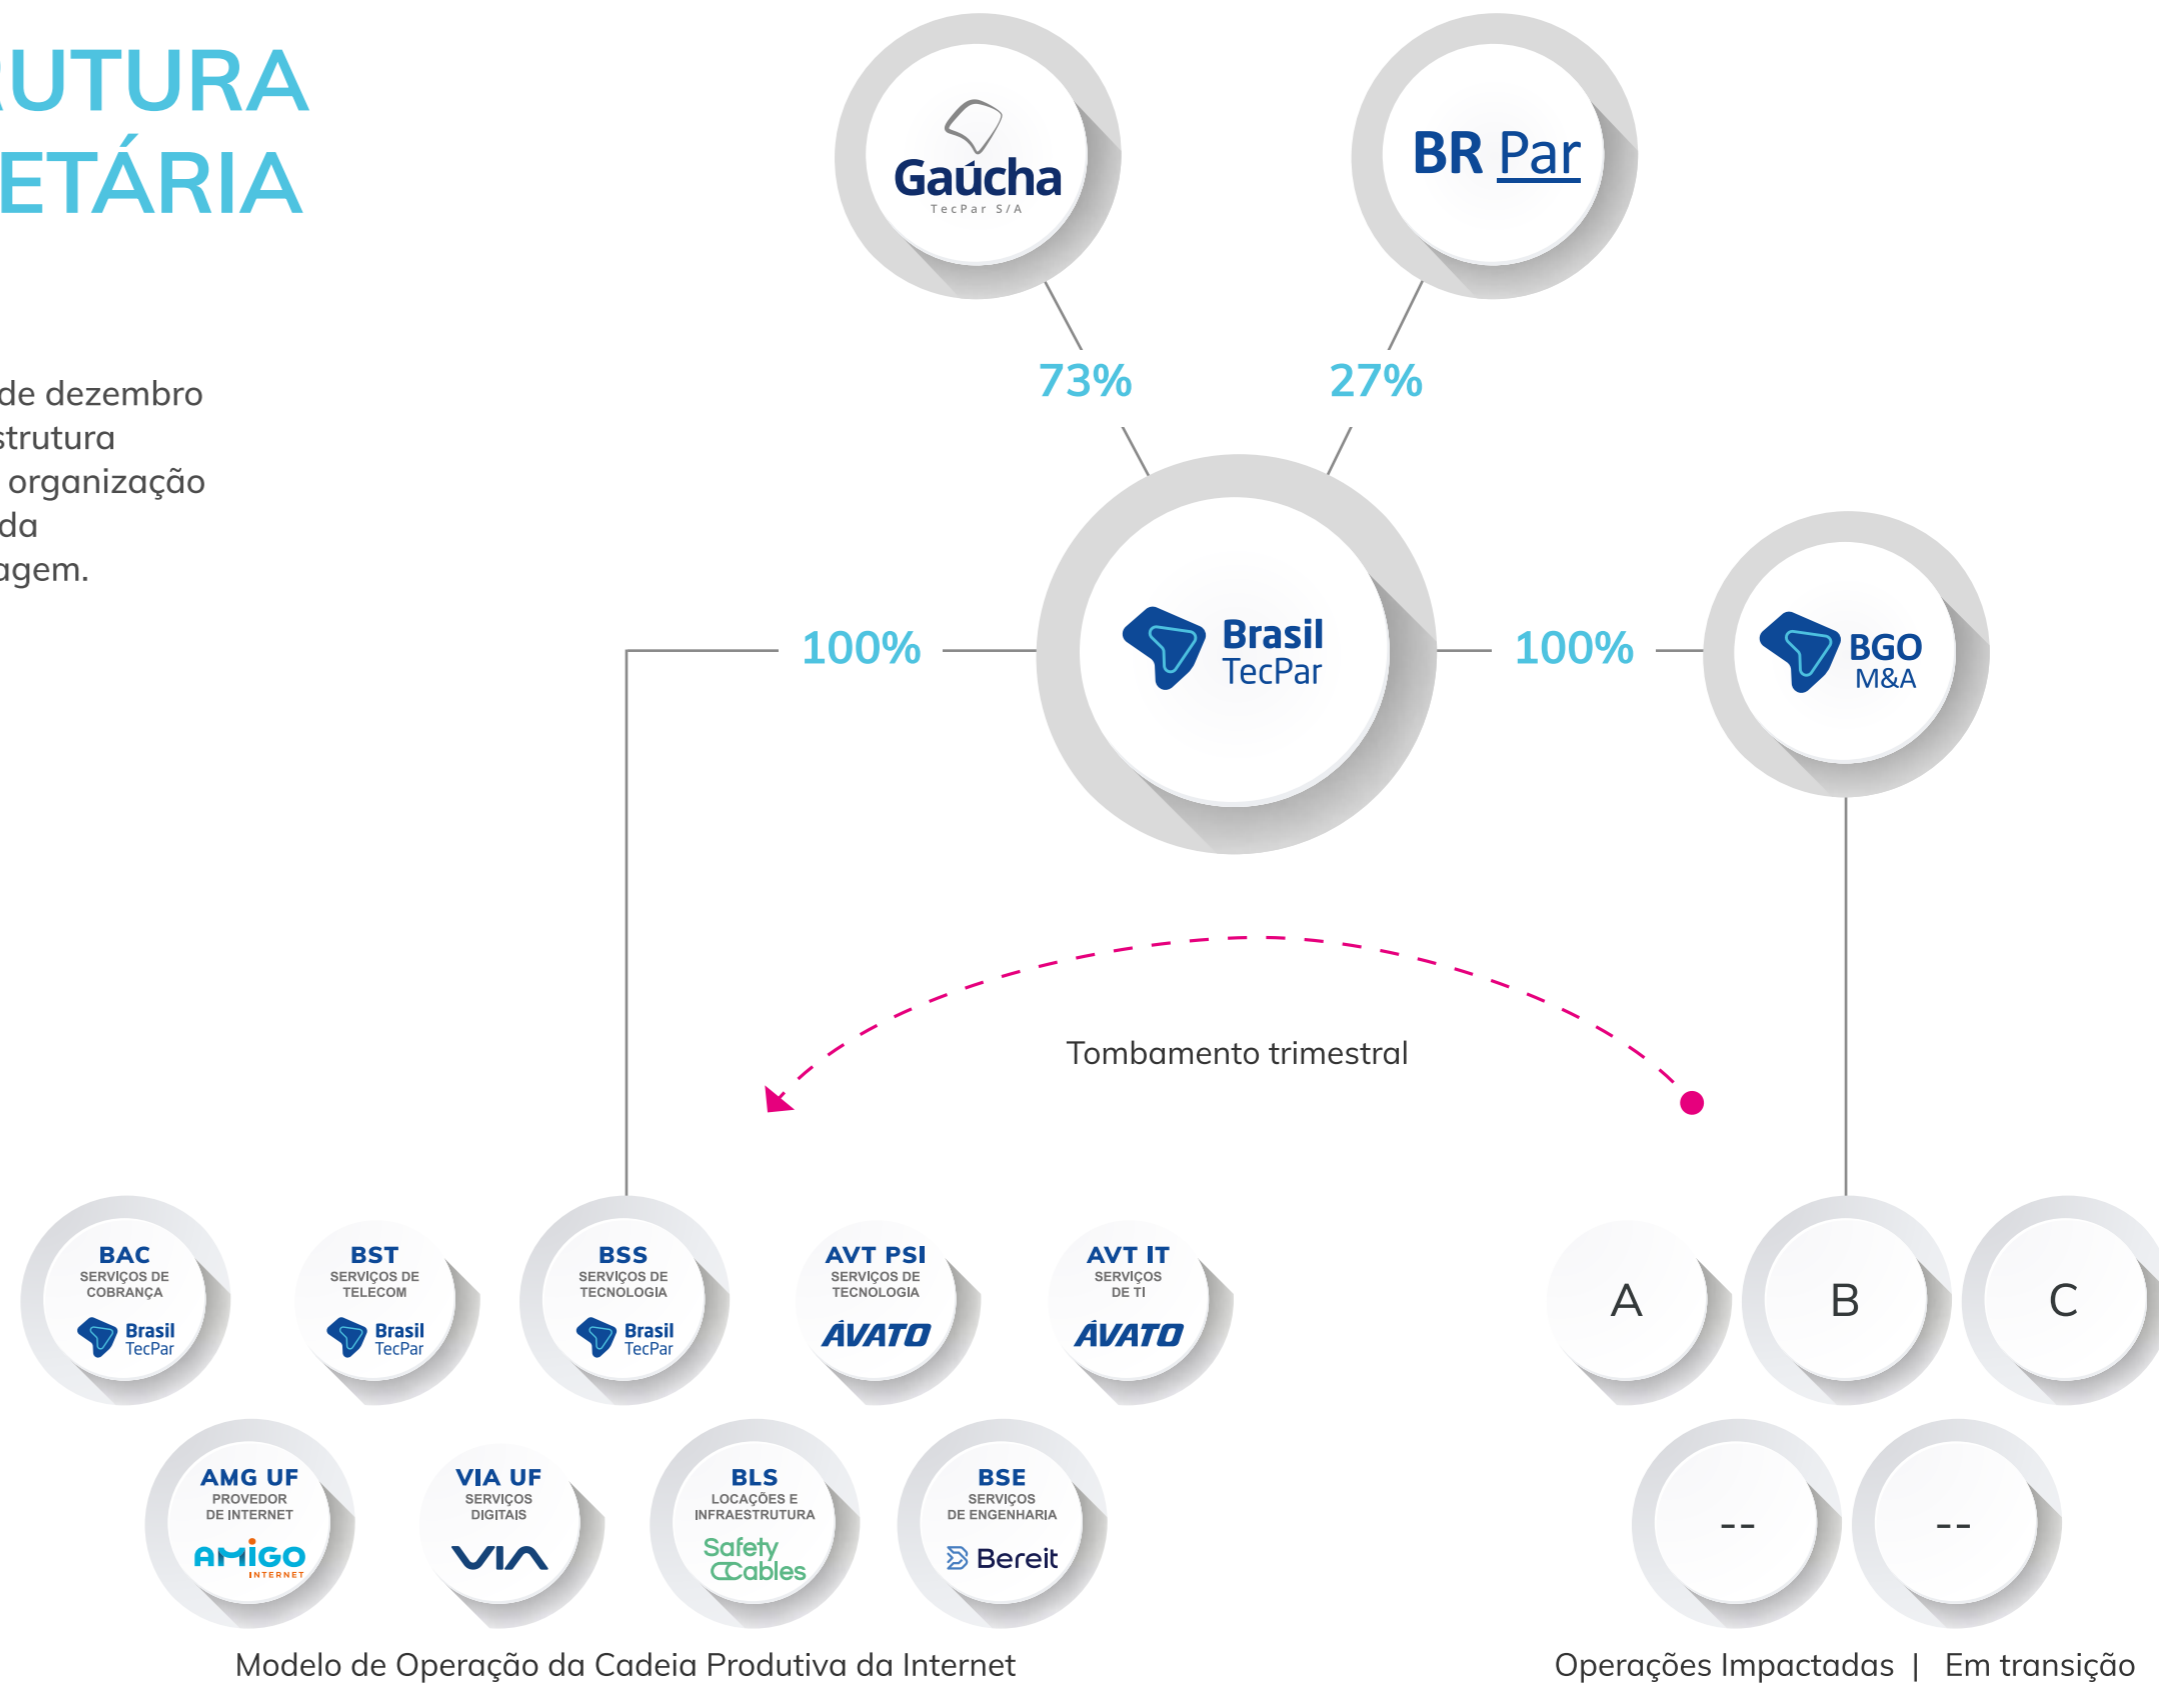 RUTURA
ETÁRIA
de dezembro
strutura
organização
da
agem.
Gaúcha
TecPar S/A
BR Par
73%
27%
100%
Brasil
TecPar
100%
BGO
M&A
Tombamento trimestral
BAC
SERVIÇOS DE
COBRANÇA
Brasil
TecPar
BST
SERVIÇOS DE
TELECOM
Brasil
TecPar
BSS
SERVIÇOS DE
TECNOLOGIA
Brasil
TecPar
AVT PSI
SERVIÇOS DE
TECNOLOGIA
ÁVATO
AVT IT
SERVIÇOS
DE TI
ÁVATO
A
B
C
AMG UF
PROVEDOR
DE INTERNET
AMIGO
INTERNET
VIA UF
SERVIÇOS
DIGITAIS
VIA
BLS
LOCAÇÕES E
INFRAESTRUTURA
Safety
Cables
BSE
SERVIÇOS
DE ENGENHARIA
Bereit
--
--
Modelo de Operação da Cadeia Produtiva da Internet
Operações Impactadas | Em transição